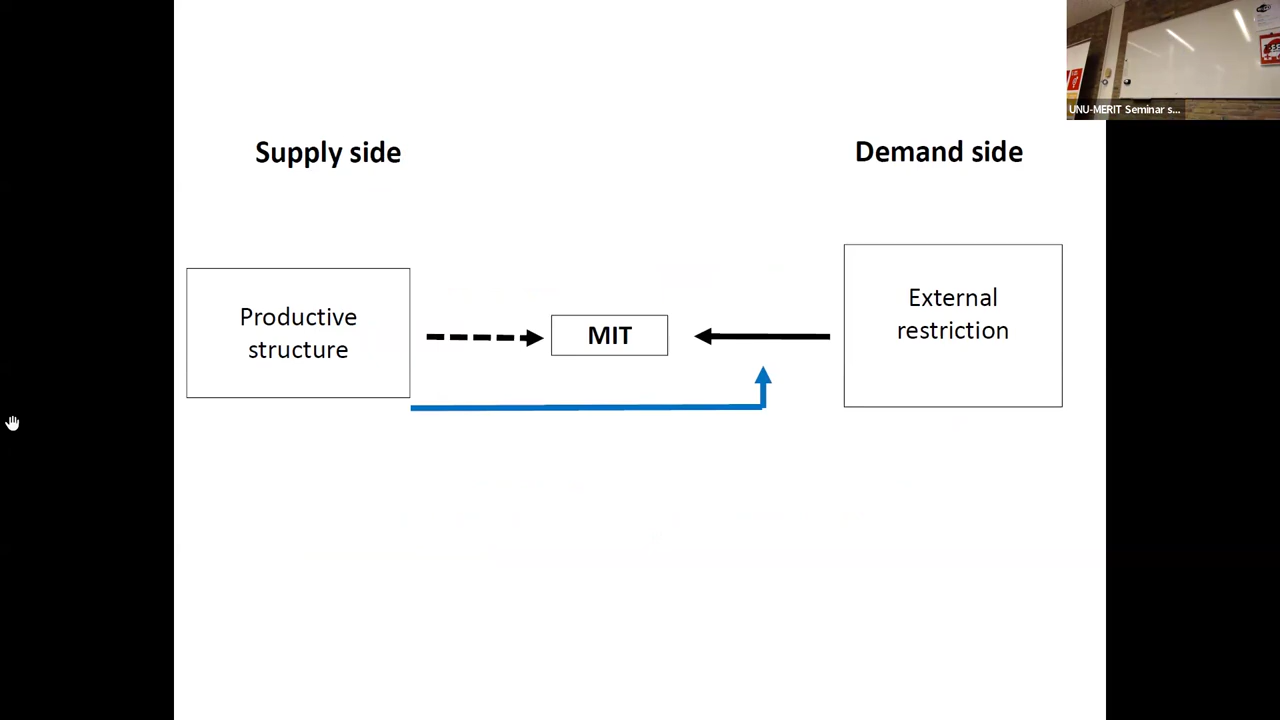 Supply side
Demand side
Productive
structure
MIT
External
restriction
UNU-MERIT Seminar s...